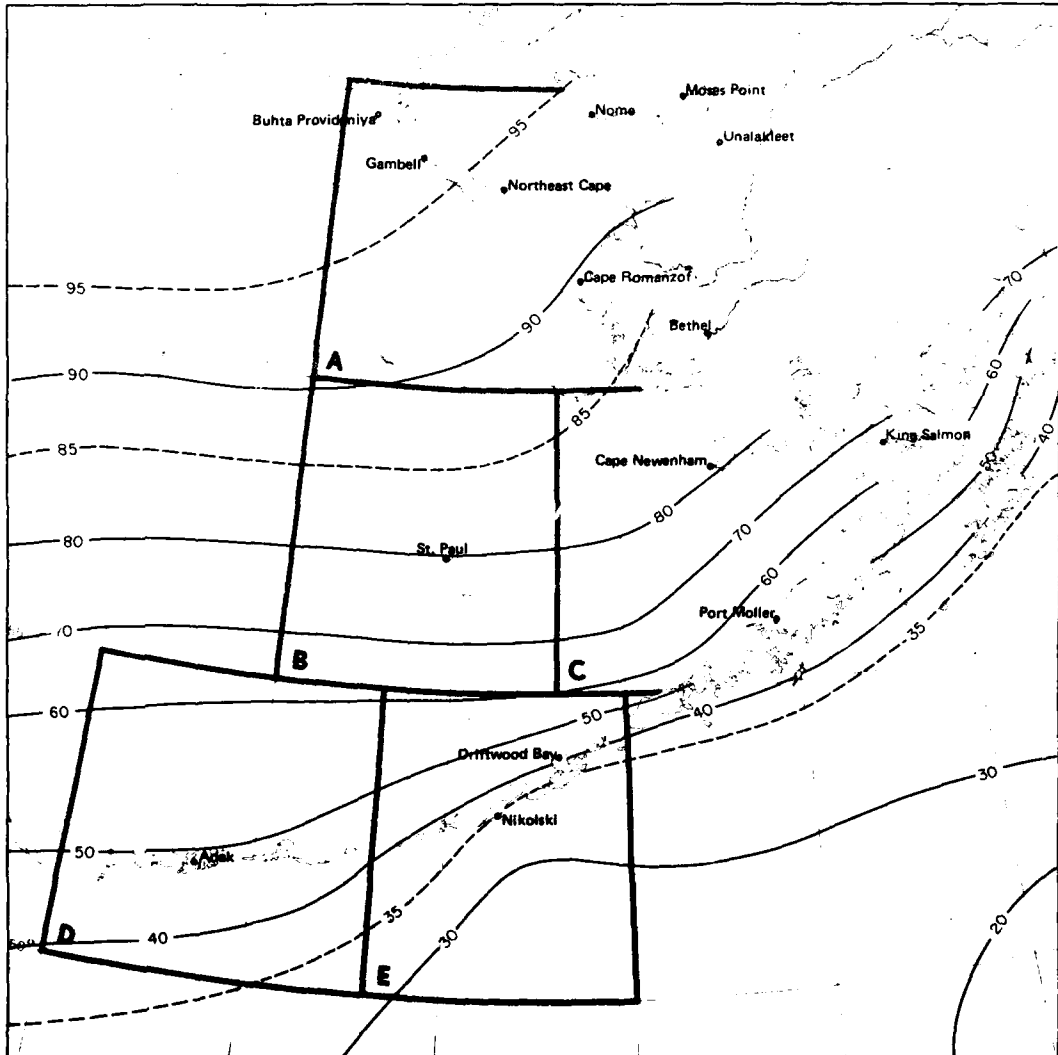 Moses Point
Nome
Buhta Provideniya
95
Unalakleet
Gambell
Northeast Cape
Cape Romanzof
70
95
90
Bethel
A
60
90
40
85
King Salmon
85
Cape Newenham
50
80
70
80
St. Paul
60
Port Moller
70
35
B
C
60
50
40
Driftwood Bay
30
Nikolski
50
Adak
35
20
D
40
30
E